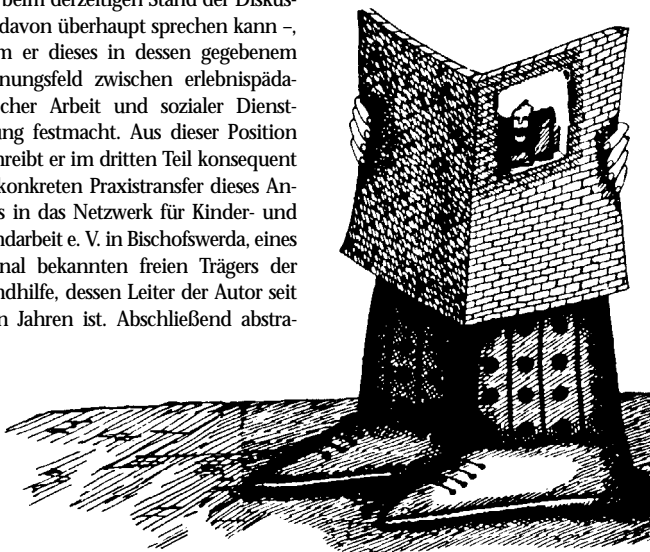 beim derzeitigen Stand der Diskus-
davon überhaupt sprechen kann –,
m er dieses in dessen gegebenem
nungsfeld zwischen erlebnispäda-
cher Arbeit und sozialer Dienst-
ung festmacht. Aus dieser Position
hreibt er im dritten Teil konsequent
konkreten Praxistransfer dieses An-
s in das Netzwerk für Kinder- und
ndarbeit e. V. in Bischofswerda, eines
nal bekannten freien Trägers der
ndhilfe, dessen Leiter der Autor seit
n Jahren ist. Abschließend abstra-